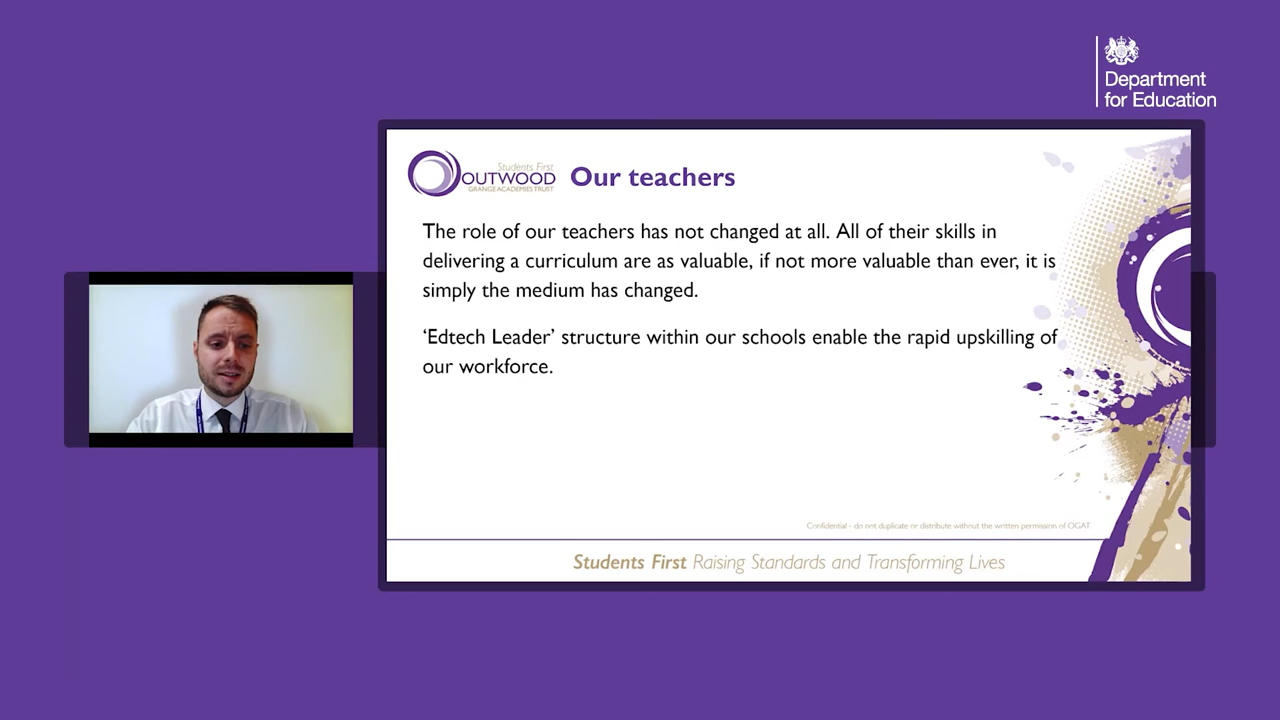 Department
for Education
Students First
OUTWOOD
GRANGE ACADEMIES TRUST
Our teachers
The role of our teachers has not changed at all. All of their skills in
delivering a curriculum are as valuable, if not more valuable than ever, it is
simply the medium has changed.
‘Edtech Leader’ structure within our schools enable the rapid upskilling of
our workforce.
Confidential - do not duplicate or distribute without the written permission of OGAT
Students First Raising Standards and Transforming Lives